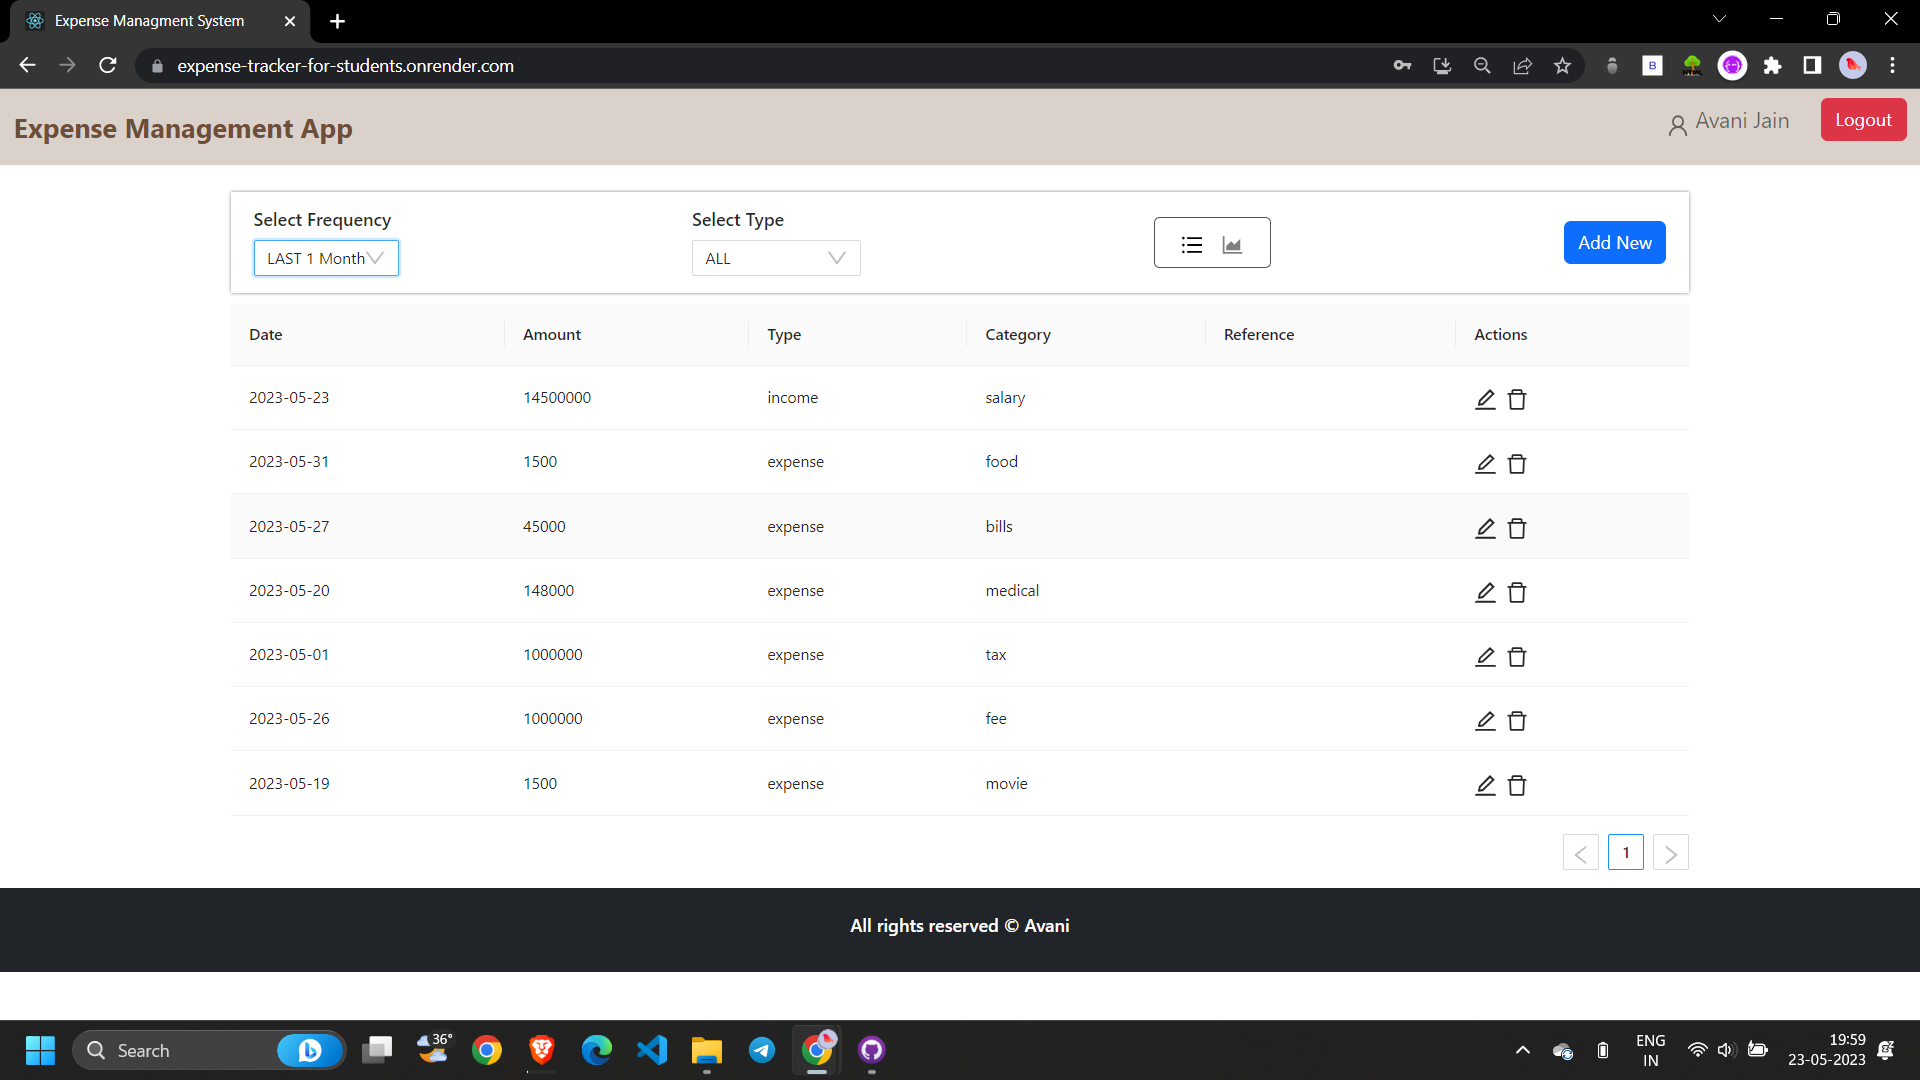 Expense Managment System
expense-tracker-for-students.onrender.com
B
Expense Management App
Avani Jain
Logout
Select Frequency
LAST 1 Month
Select Type
ALL
Add New
Date Amount Type Category Reference Actions
2023-05-23 14500000 income salary
2023-05-31 1500 expense food
2023-05-27 45000 expense bills
2023-05-20 148000 expense medical
2023-05-01 1000000 expense tax
2023-05-26 1000000 expense fee
2023-05-19 1500 expense movie
1
All rights reserved © Avani
Search
36°
ENG
IN
19:59
23-05-2023